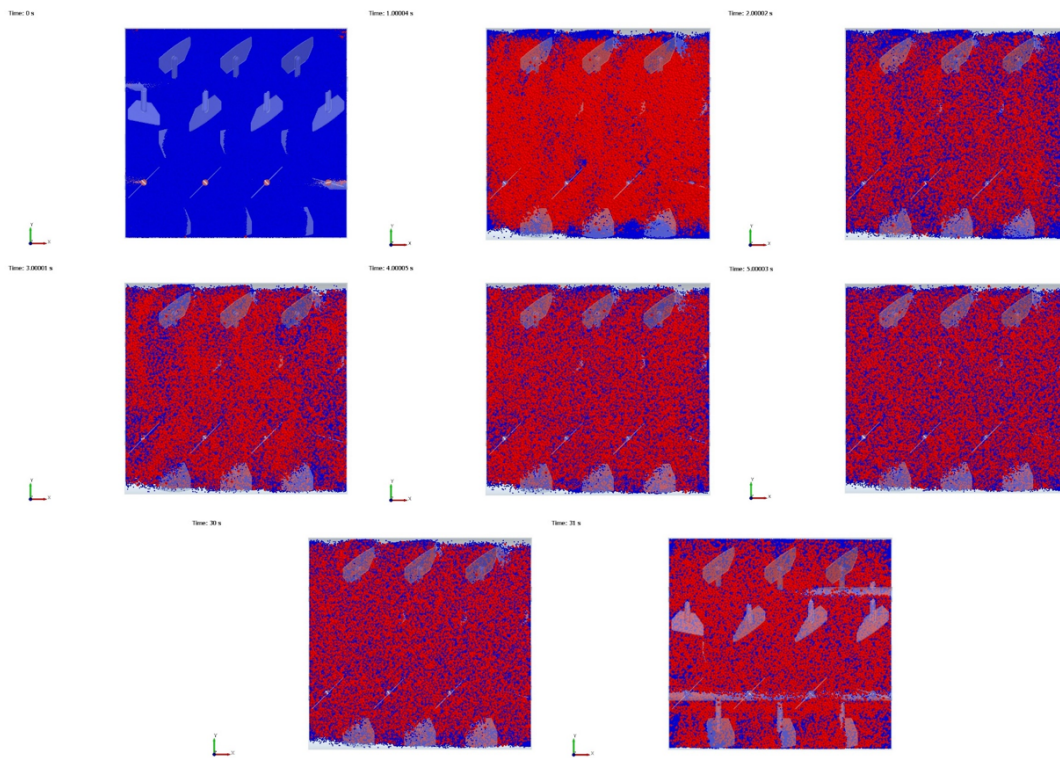 Time: 0 s
Time: 1.00004 s
Time: 2.00002 s
Y
X
Y
X
Y
X
Time: 3.00001 s
Time: 4.00005 s
Time: 5.00003 s
Y
X
Y
X
Y
X
Time: 30 s
Time: 31 s
Y
X
Y
X